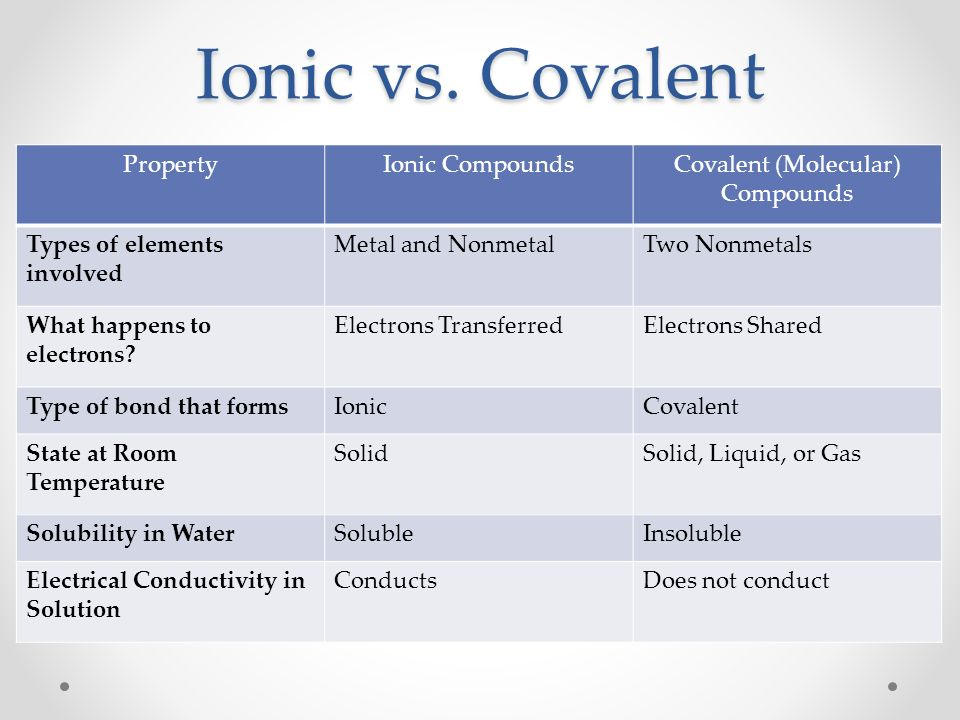 Ionic vs. Covalent
Property
Ionic Compounds
Covalent (Molecular)
Compounds
Types of elements
involved
Metal and Nonmetal
Two Nonmetals
What happens to
electrons?
Electrons Transferred
Electrons Shared
Type of bond that forms
Ionic
Covalent
State at Room
Temperature
Solid
Solid, Liquid, or Gas
Solubility in Water
Soluble
Insoluble
Electrical Conductivity in
Solution
Conducts
Does not conduct